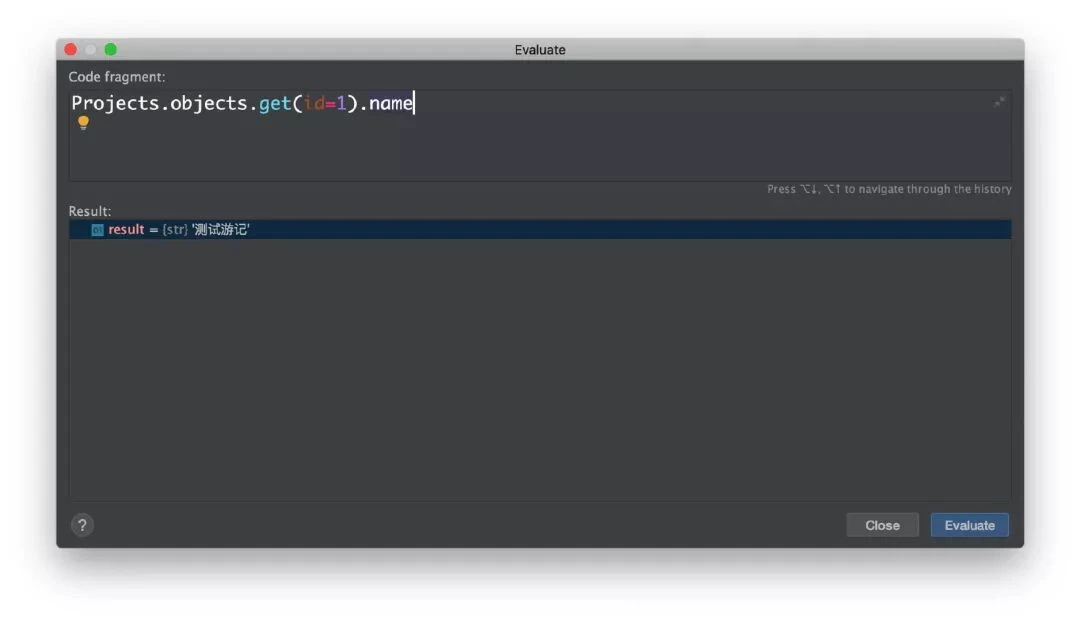 Evaluate
Code fragment:
Projects.objects.get(id=1).name
Press ⌥↓, ⌥↑ to navigate through the history
Result:
01 result = {str} '测试游记'
?
Close
Evaluate